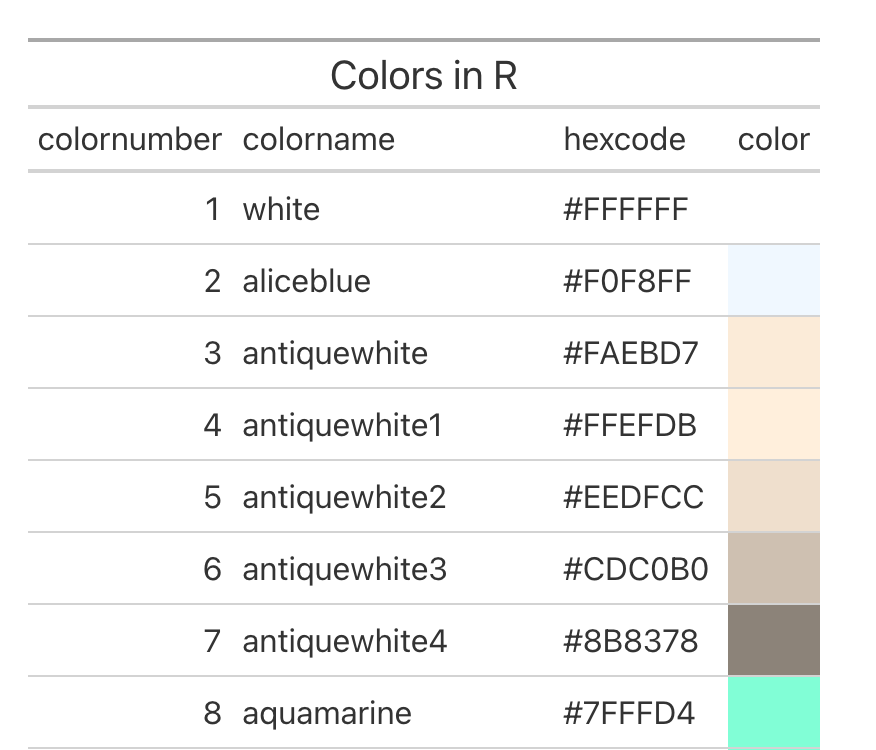 Colors in R
colornumber colorname hexcode color
1 white #FFFFFF
2 aliceblue #F0F8FF
3 antiquewhite #FAEBD7
4 antiquewhite1 #FFEFDB
5 antiquewhite2 #EEDFCC
6 antiquewhite3 #CDC0B0
7 antiquewhite4 #8B8378
8 aquamarine #7FFFD4